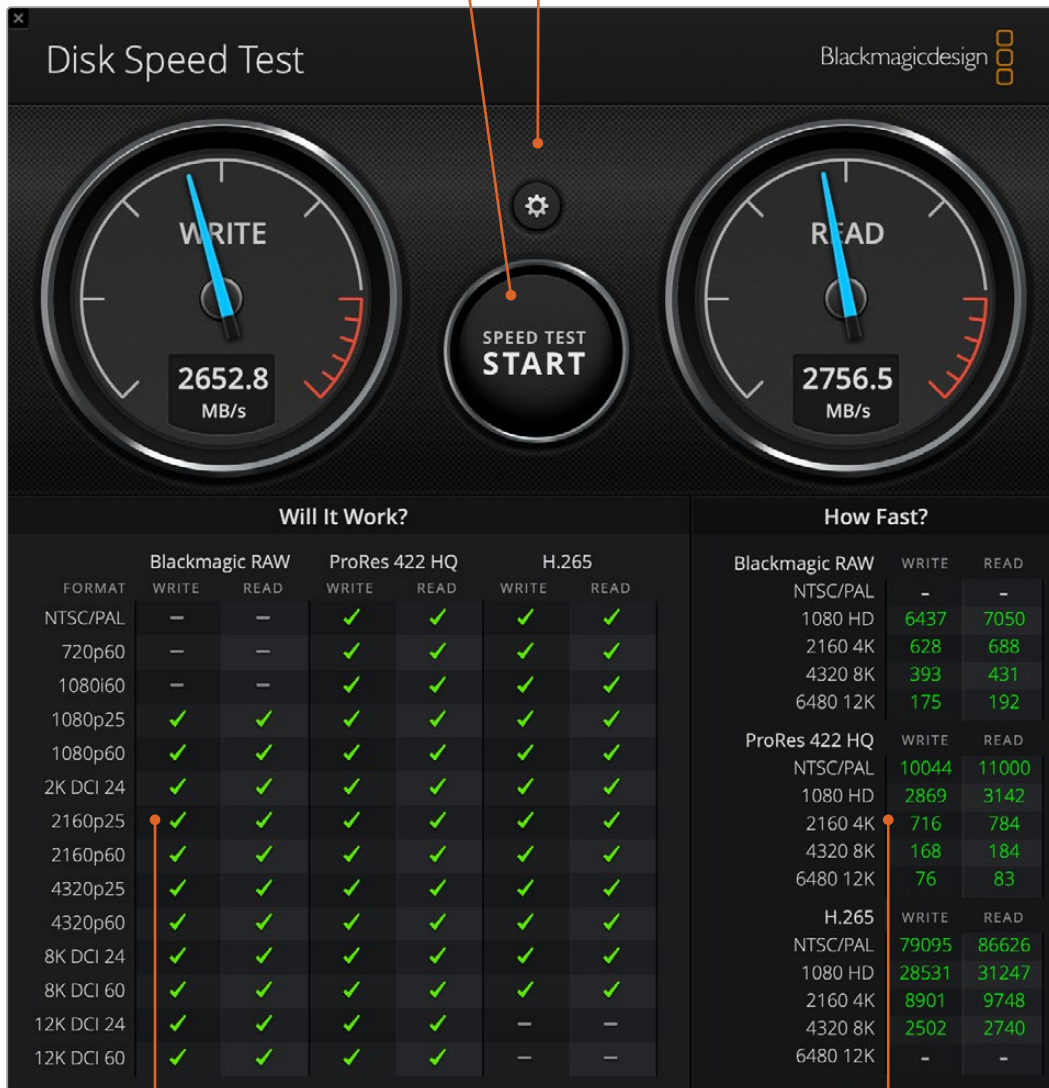 Disk Speed Test
Blackmagicdesign
WRITE
2652.8
MB/s
SPEED TEST
START
READ
2756.5
MB/s
Will It Work?
Blackmagic RAW ProRes 422 HQ H.265
FORMAT WRITE READ WRITE READ WRITE READ
NTSC/PAL – – ✓ ✓ ✓ ✓
720p60 – – ✓ ✓ ✓ ✓
1080i60 – – ✓ ✓ ✓ ✓
1080p25 ✓ ✓ ✓ ✓ ✓ ✓
1080p60 ✓ ✓ ✓ ✓ ✓ ✓
2K DCI 24 ✓ ✓ ✓ ✓ ✓ ✓
2160p25 ✓ ✓ ✓ ✓ ✓ ✓
2160p60 ✓ ✓ ✓ ✓ ✓ ✓
4320p25 ✓ ✓ ✓ ✓ ✓ ✓
4320p60 ✓ ✓ ✓ ✓ ✓ ✓
8K DCI 24 ✓ ✓ ✓ ✓ ✓ ✓
8K DCI 60 ✓ ✓ ✓ ✓ ✓ ✓
12K DCI 24 ✓ ✓ ✓ ✓ – –
12K DCI 60 ✓ ✓ ✓ ✓ – –
How Fast?
Blackmagic RAW WRITE READ
NTSC/PAL - -
1080 HD 6437 7050
2160 4K 628 688
4320 8K 393 431
6480 12K 175 192
ProRes 422 HQ WRITE READ
NTSC/PAL 10044 11000
1080 HD 2869 3142
2160 4K 716 784
4320 8K 168 184
6480 12K 76 83
H.265 WRITE READ
NTSC/PAL 79095 86626
1080 HD 28531 31247
2160 4K 8901 9748
4320 8K 2502 2740
6480 12K - -